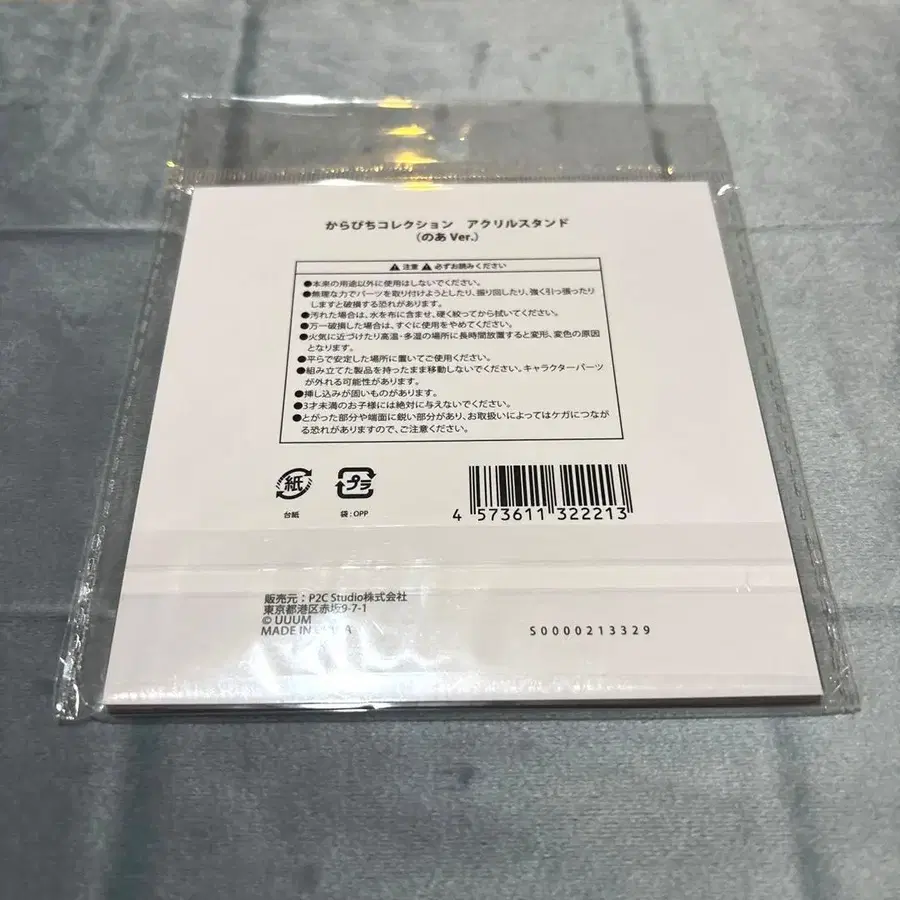 からぴちコレクション　アクリルスタンド
（のあ Ver.）
⚠注意⚠必ずお読みください
●本来の用途以外に使用はしないでください。
●無理な力でパーツを取り付けようとしたり、振り回したり、強く引っ張ったり
しますと破損する恐れがあります。
●汚れた場合は、水を布に含ませ、硬く絞ってから拭いてください。
●万一破損した場合は、すぐに使用をやめてください。
●火気に近づけたり高温・多湿の場所に長時間放置すると変形、変色の原因
となります。
●平らで安定した場所に置いてご使用ください。
●組み立てた製品を持ったまま移動しないでください。キャラクターパーツ
が外れる可能性があります。
●挿し込みが固いものがあります。
●3才未満のお子様には絶対に与えないでください。
●とがった部分や端面に鋭い部分があり、お取扱いによってはケガにつなが
る恐れがありますので、ご注意ください。
紙
プラ
台紙
袋：OPP
4 573611 322213
販売元：P2C Studio株式会社
東京都港区赤坂9-7-1
© UUUM
MADE IN
S0000213329